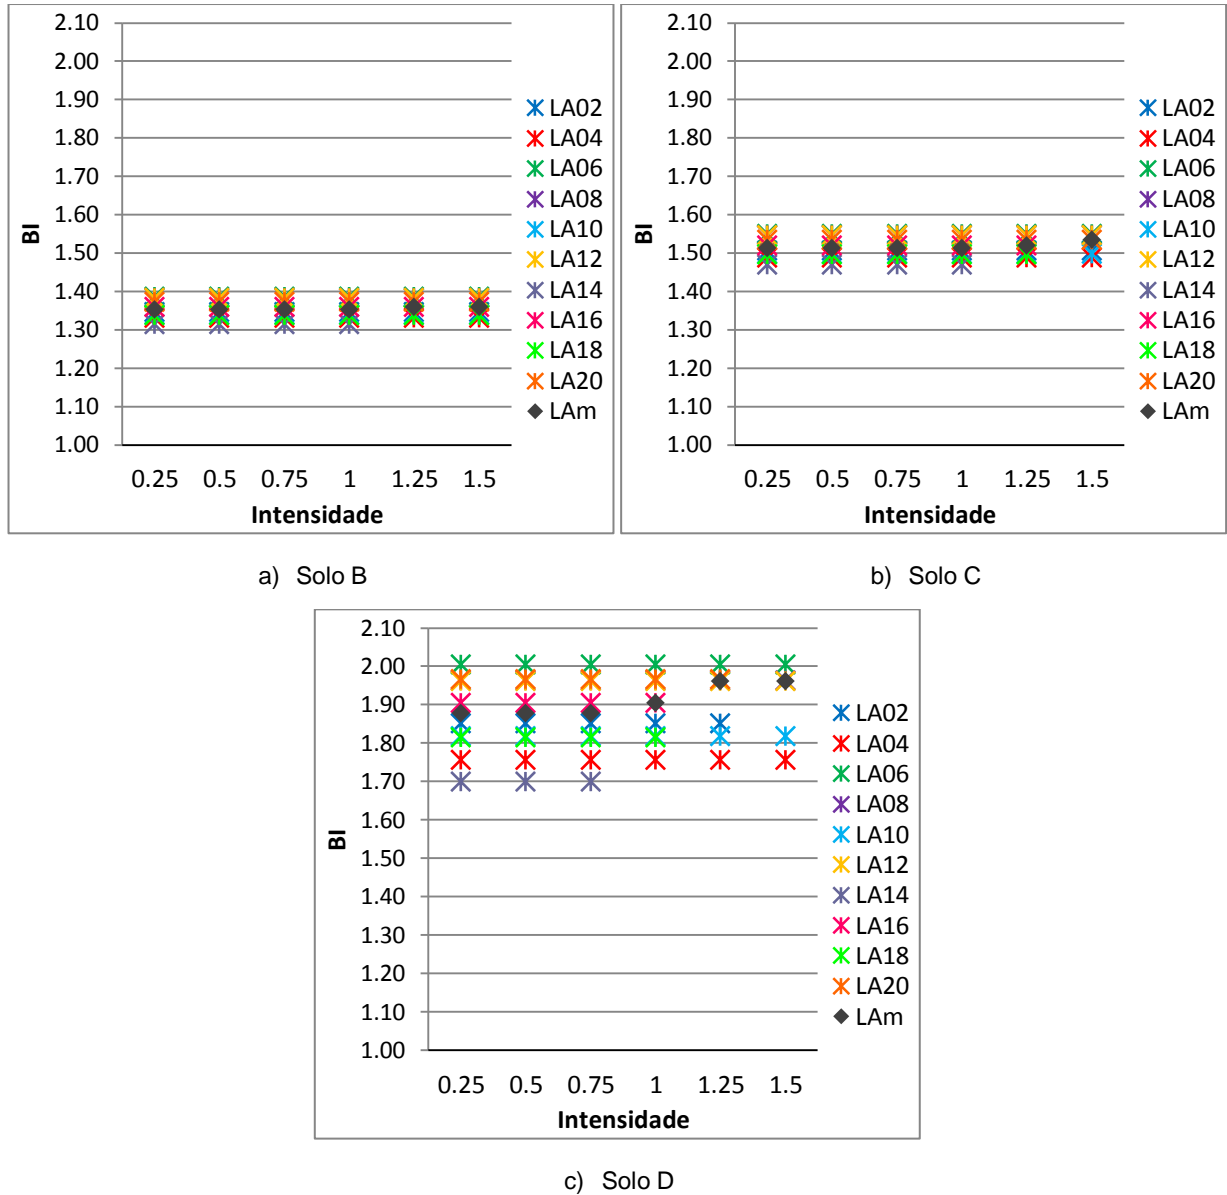 2.10
2.00
1.90
1.80
1.70
1.60
1.50
1.40
1.30
1.20
1.10
1.00
BI
0.25 0.5 0.75 1 1.25 1.5
Intensidade
LA02
LA04
LA06
LA08
LA10
LA12
LA14
LA16
LA18
LA20
LAm
a) Solo B
2.10
2.00
1.90
1.80
1.70
1.60
1.50
1.40
1.30
1.20
1.10
1.00
BI
0.25 0.5 0.75 1 1.25 1.5
Intensidade
LA02
LA04
LA06
LA08
LA10
LA12
LA14
LA16
LA18
LA20
LAm
b) Solo C
2.10
2.00
1.90
1.80
1.70
1.60
1.50
1.40
1.30
1.20
1.10
1.00
BI
0.25 0.5 0.75 1 1.25 1.5
Intensidade
LA02
LA04
LA06
LA08
LA10
LA12
LA14
LA16
LA18
LA20
LAm
c) Solo D